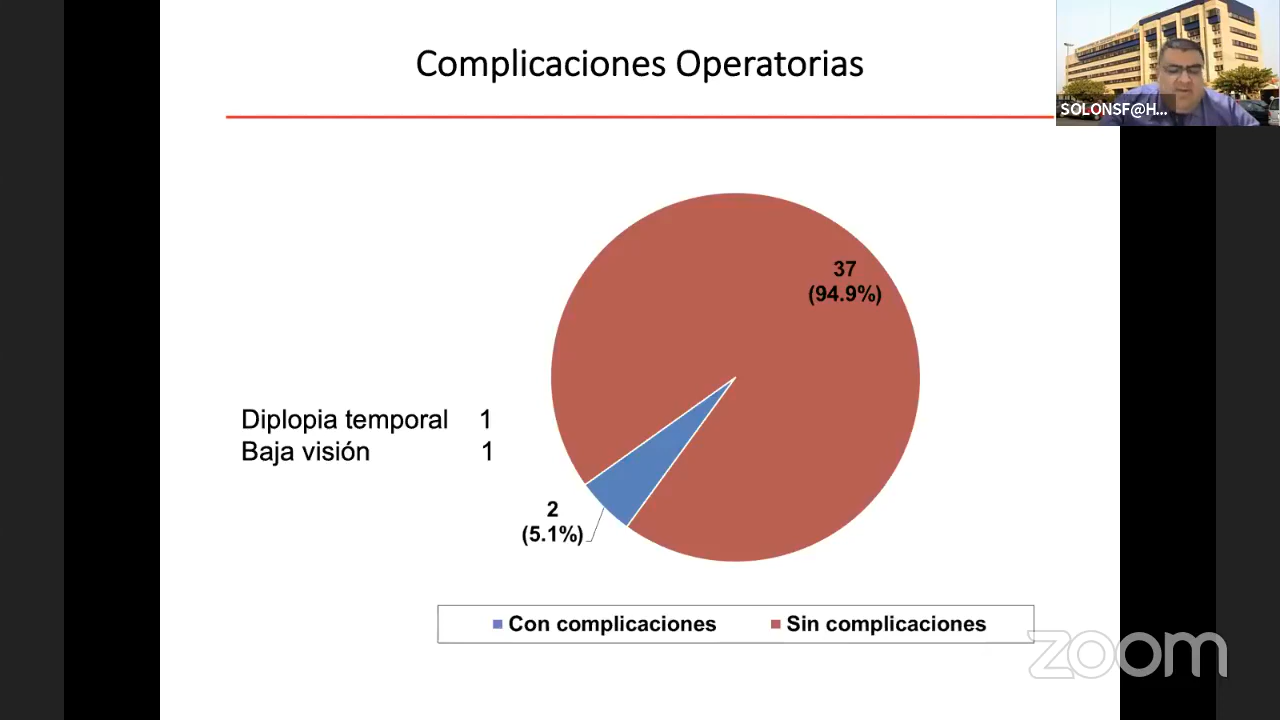 Complicaciones Operatorias
SOLONSF@H...
37
(94.9%)
Diplopia temporal 1
Baja visión 1
2
(5.1%)
Con complicaciones Sin complicaciones
zoom